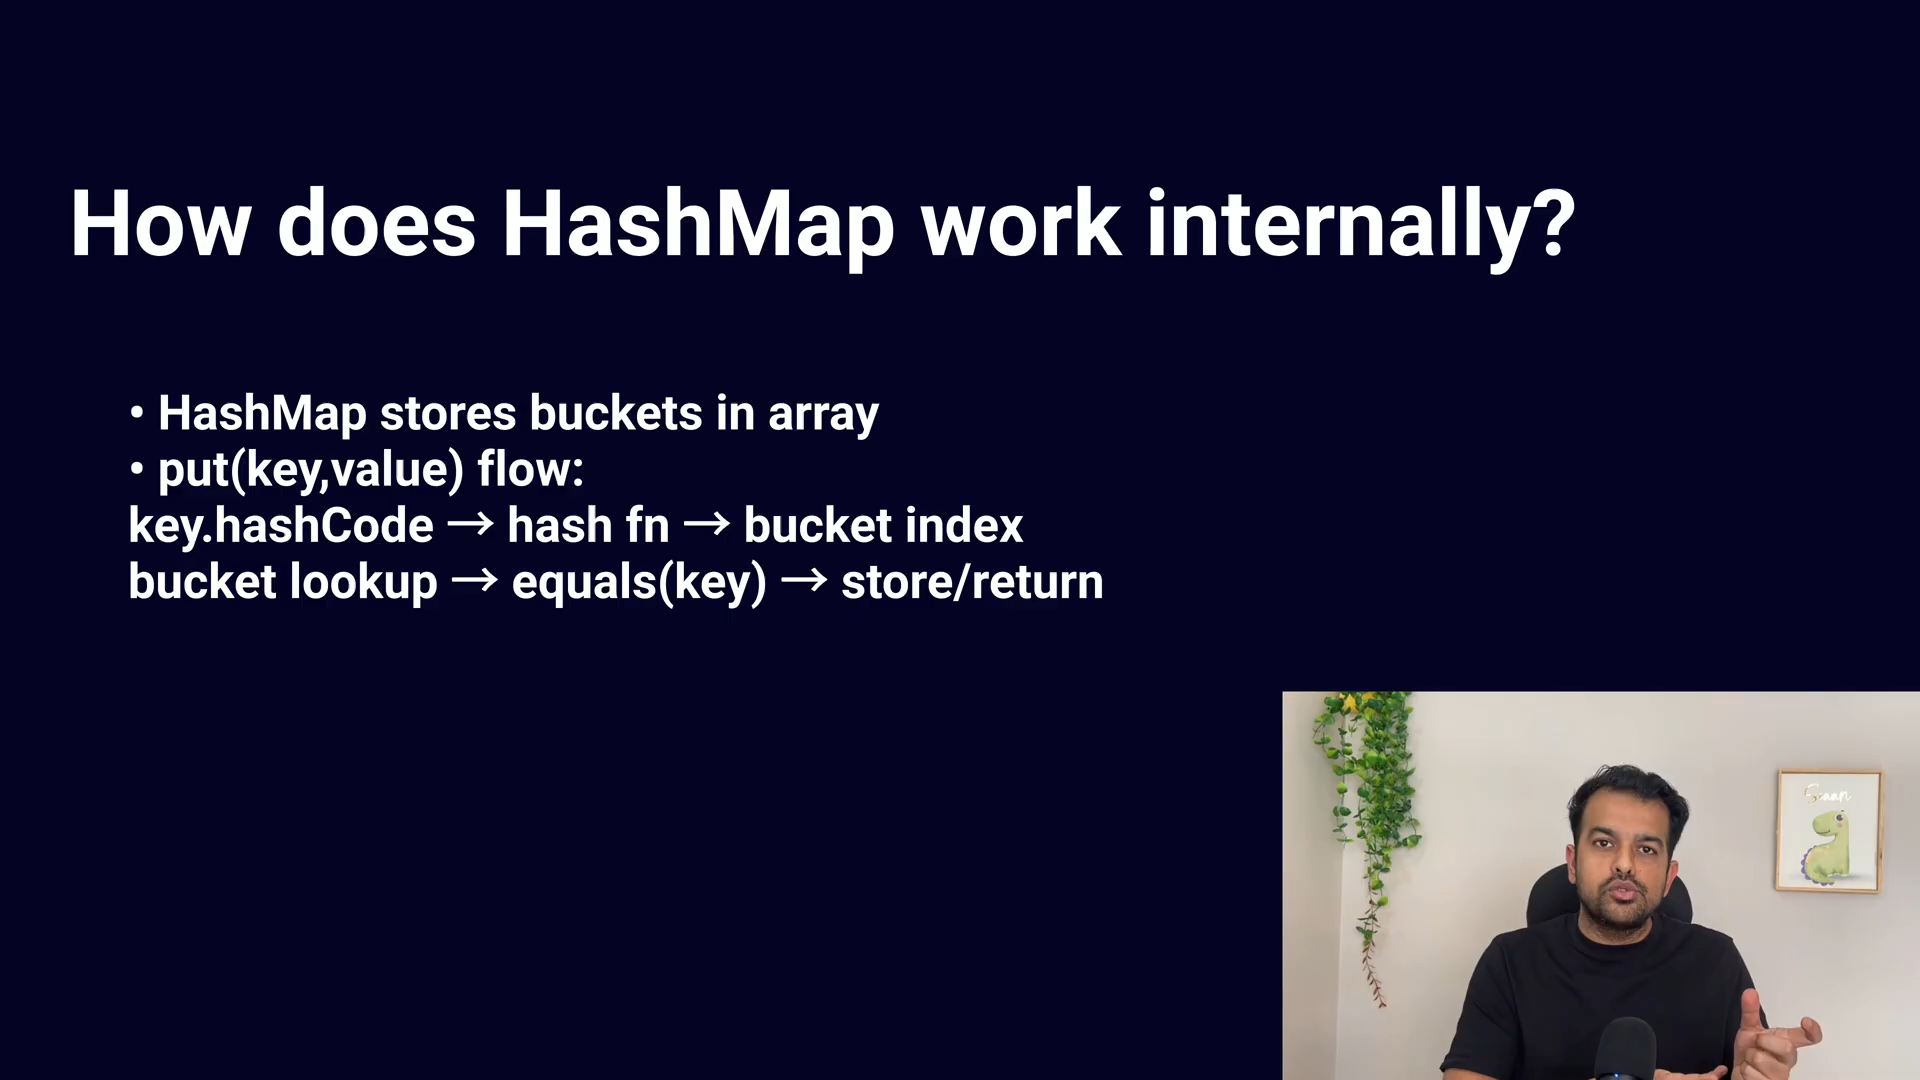 How does HashMap work internally?
• HashMap stores buckets in array
• put(key,value) flow:
key.hashCode → hash fn → bucket index
bucket lookup → equals(key) → store/return